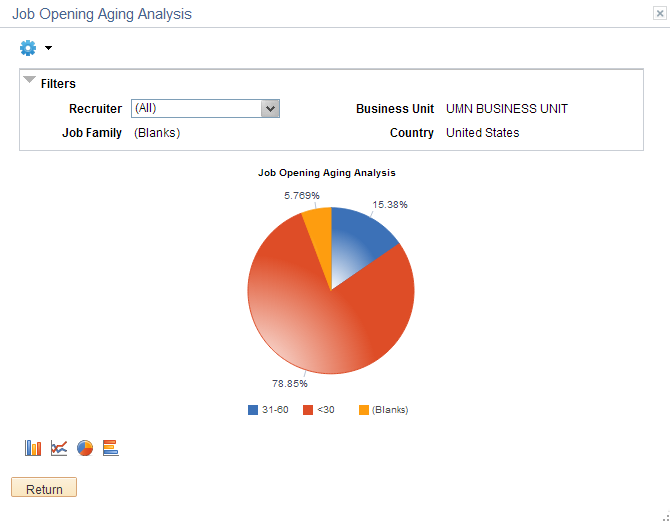 Job Opening Aging Analysis
Filters
Recruiter (All) Business Unit UMN BUSINESS UNIT
Job Family (Blanks) Country United States
Job Opening Aging Analysis
5.769%
15.38%
78.85%
31-60 <30 (Blanks)
Return